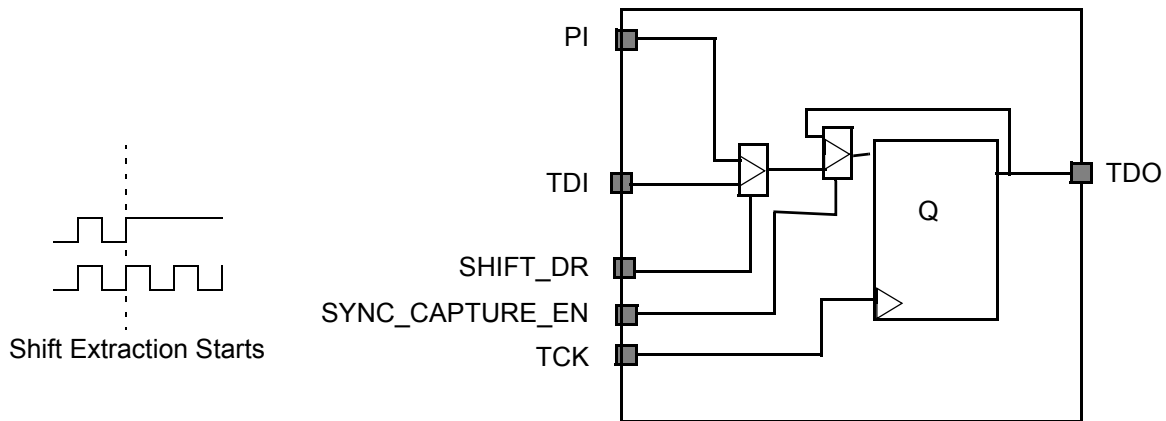 PI
TDI
SHIFT_DR
SYNC_CAPTURE_EN
TCK
Q
TDO
Shift Extraction Starts